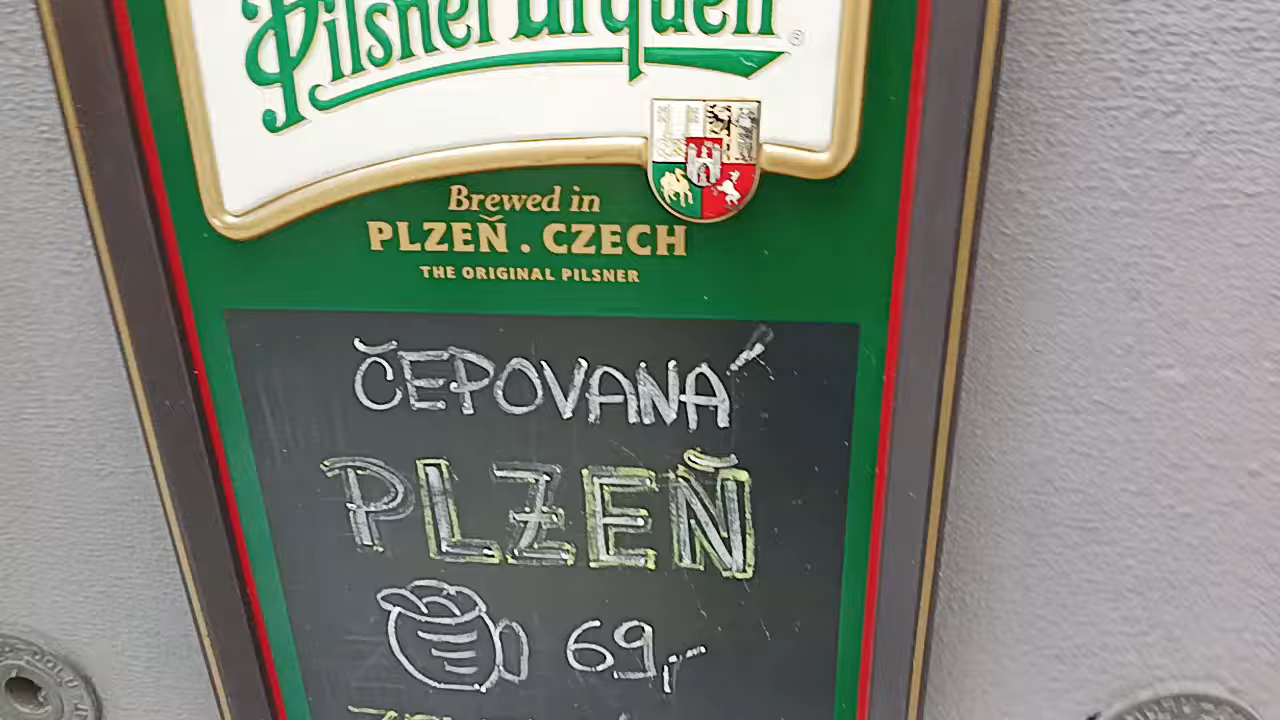 Pilsner Urquell
®
Brewed in
PLZEŇ . CZECH
THE ORIGINAL PILSNER
ČEPOVANÁ
PLZEŇ
69,-